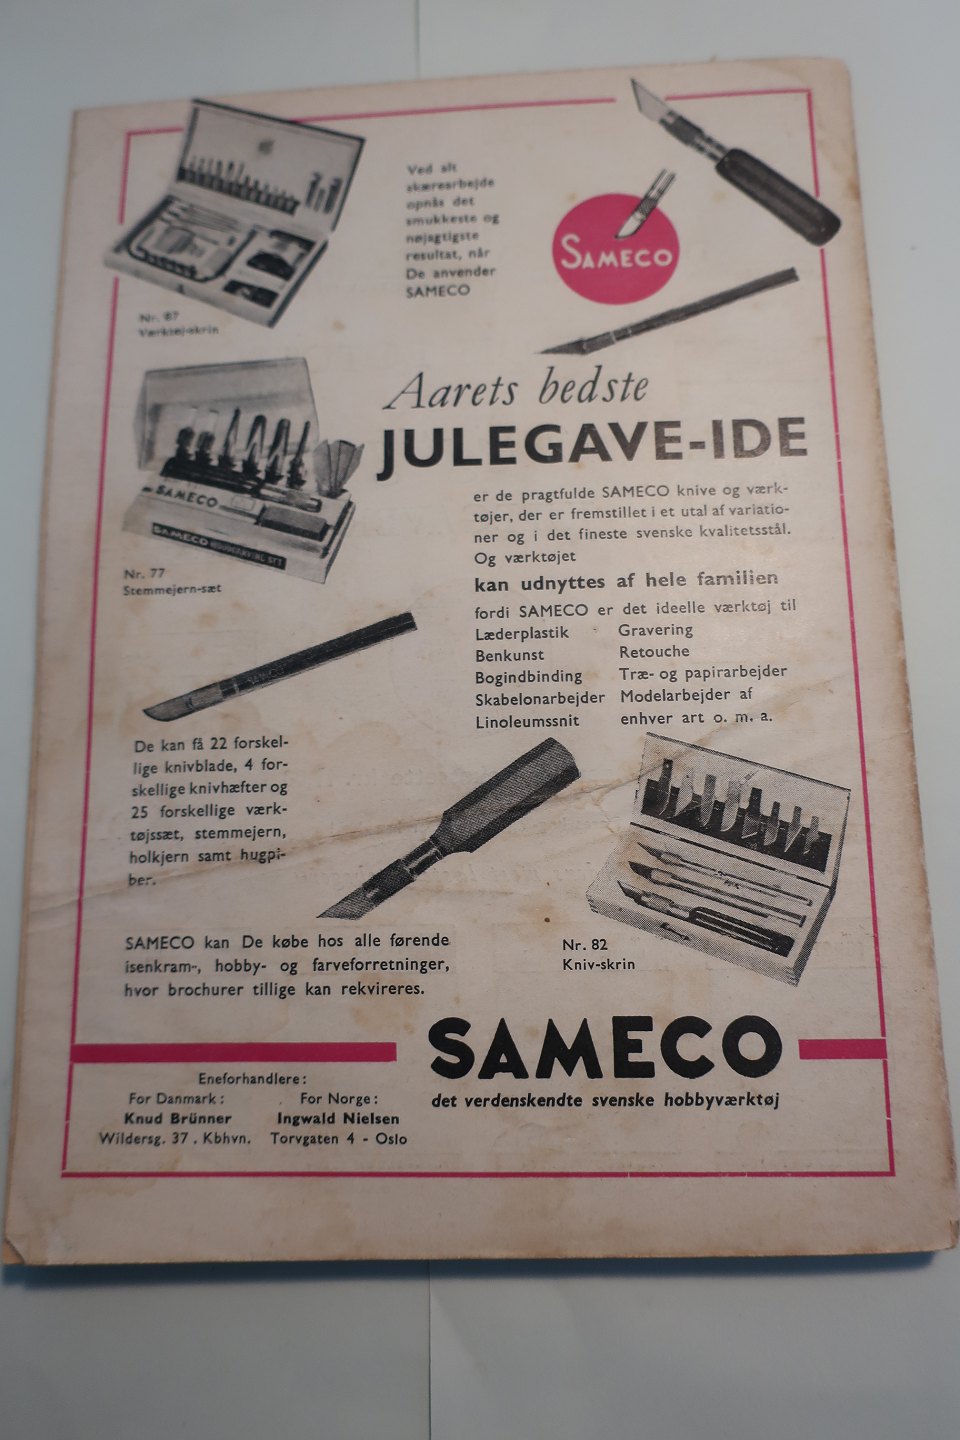 Ved alt
skærearbejde
opnås det
smukkeste og
nøjagtigste
resultat, når
De anvender
SAMECO
SAMECO
Nr. 87
Værktøj-skrin
Aarets bedste
JULEGAVE-IDE
er de pragtfulde SAMECO knive og værk-
tøjer, der er fremstillet i et utal af variatio-
ner og i det fineste svenske kvalitetsstål.
Og værktøjet
kan udnyttes af hele familien
fordi SAMECO er det ideelle værktøj til
Læderplastik Gravering
Benkunst Retouche
Bogindbinding Træ- og papirarbejder
Skabelonarbejder Modelarbejder af
Linoleumssnit enhver art o. m. a.
SAMECO
SAMECO WOODCARVING SET
Nr. 77
Stemmejern-sæt
SAMECO
De kan få 22 forskel-
lige knivblade, 4 for-
skellige knivhæfter og
25 forskellige værk-
tøjssæt, stemmejern,
holkjern samt hugpi-
ber.
SAMECO kan De købe hos alle førende
isenkram-, hobby- og farveforretninger,
hvor brochurer tillige kan rekvireres.
Nr. 82
Kniv-skrin
SAMECO
det verdenskendte svenske hobbyværktøj
Eneforhandlere:
For Danmark: For Norge:
Knud Brünner Ingwald Nielsen
Wildersg. 37 . Kbhvn. Torvgaten 4 - Oslo